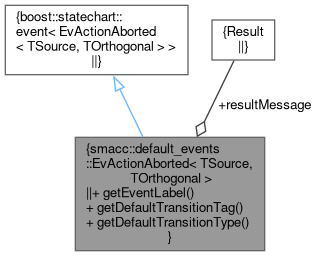 {boost::statechart::
event< EvActionAborted
< TSource, TOrthogonal > >
||}
{Result
||}
+resultMessage
{smacc::default_events
::EvActionAborted< TSource,
TOrthogonal >
||+ getEventLabel()
+ getDefaultTransitionTag()
+ getDefaultTransitionType()
}